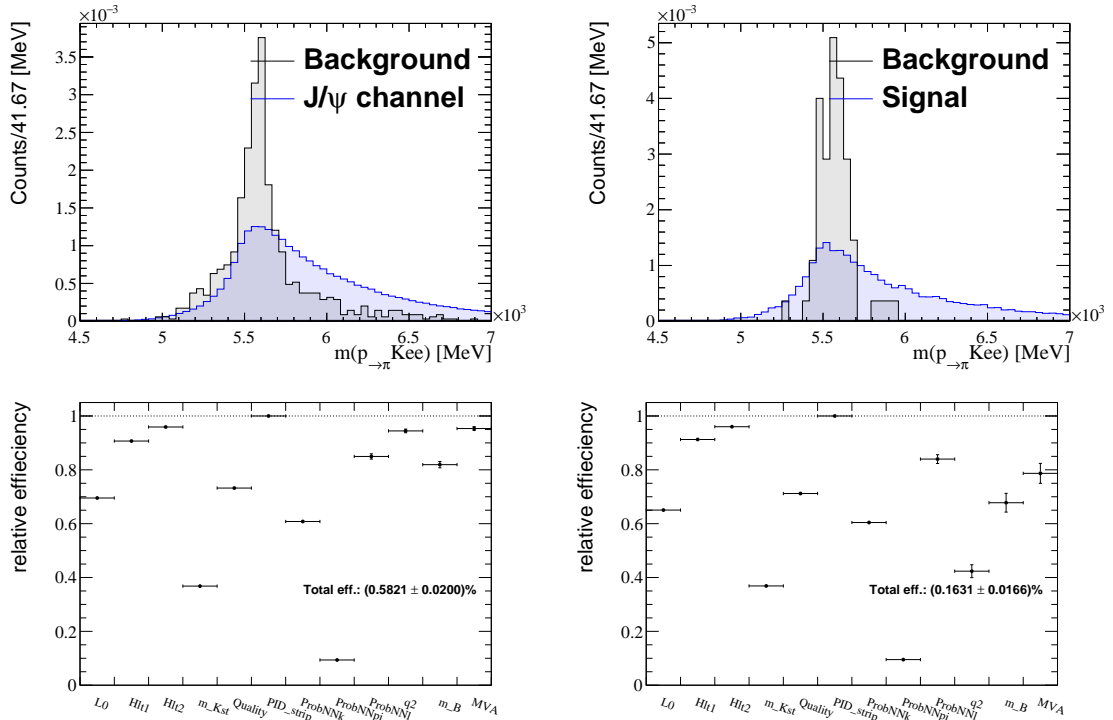 ×10⁻³
Counts/41.67 [MeV]
3.5
3
2.5
2
1.5
1
0.5
0
Background
J/ψ channel
4.5 5 5.5 6 6.5 7
×10³
m(p→πKee) [MeV]
×10⁻³
Counts/41.67 [MeV]
5
4
3
2
1
0
Background
Signal
4.5 5 5.5 6 6.5 7
×10³
m(p→πKee) [MeV]
relative effieciency
1
0.8
0.6
0.4
0.2
0
Total eff.: (0.5821 ± 0.0200)%
L0 Hlt1 Hlt2 m_Kst Quality PID_strip ProbNNk ProbNNpi ProbNNl q2 m_B MVA
relative effieciency
1
0.8
0.6
0.4
0.2
0
Total eff.: (0.1631 ± 0.0166)%
L0 Hlt1 Hlt2 m_Kst Quality PID_strip ProbNNk ProbNNpi ProbNNl q2 m_B MVA